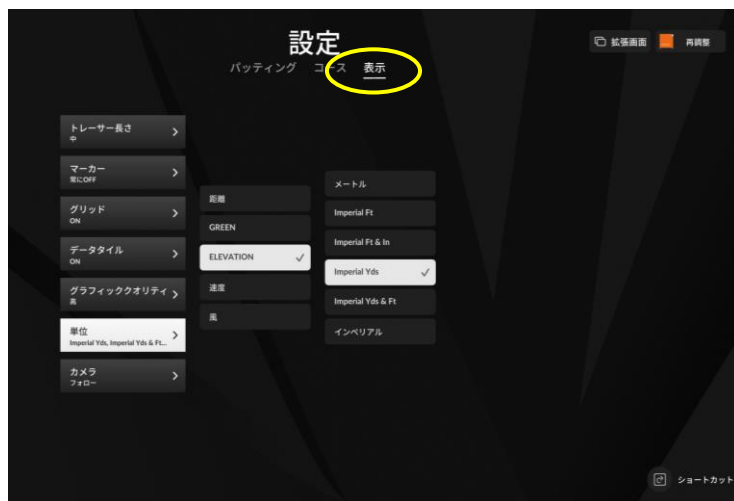 設定
拡張画面
再調整
パッティング コース 表示
トレーサー長さ
中
マーカー
常にOFF
グリッド
ON
データタイル
ON
グラフィッククオリティ
高
単位
Imperial Yds, Imperial Yds & Ft...
カメラ
フォロー
距離
GREEN
ELEVATION
速度
風
メートル
Imperial Ft
Imperial Ft & In
Imperial Yds
Imperial Yds & Ft
インペリアル
ショートカット